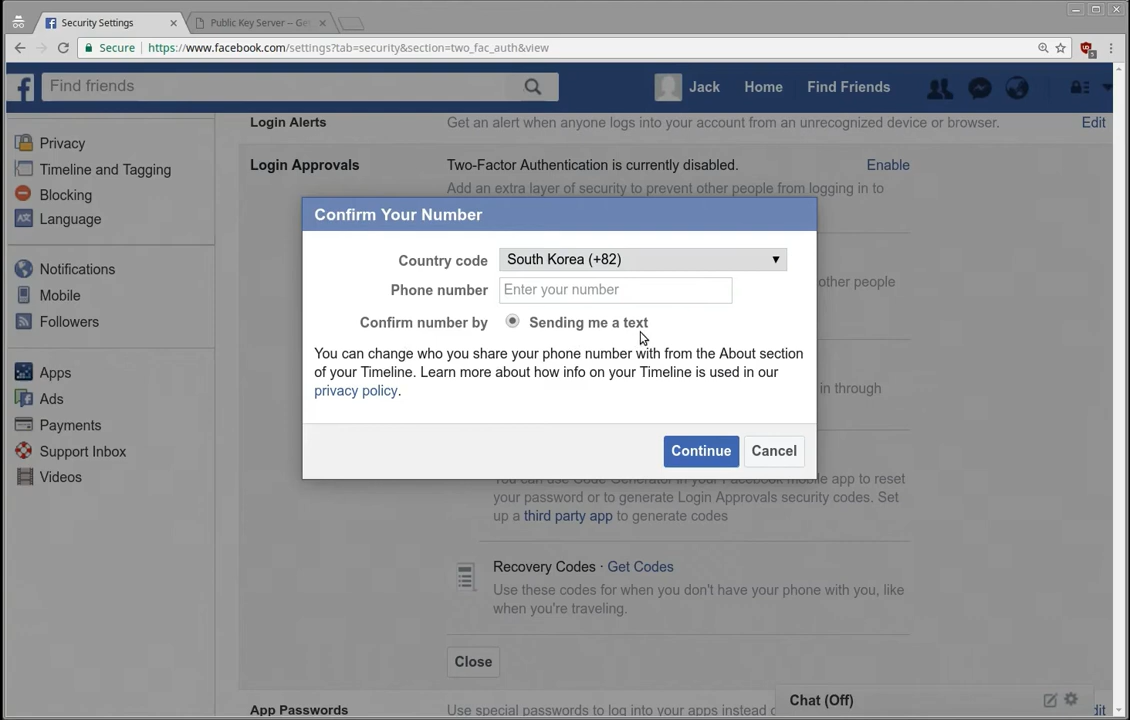 Security Settings
Public Key Server -- Ge
Secure
https://www.facebook.com/settings?tab=security&section=two_fac_auth&view
Find friends
Jack
Home
Find Friends
Privacy
Timeline and Tagging
Blocking
Language
Notifications
Mobile
Followers
Apps
Ads
Payments
Support Inbox
Videos
Login Alerts
Get an alert when anyone logs into your account from an unrecognized device or browser.
Edit
Login Approvals
Two-Factor Authentication is currently disabled.
Enable
Add an extra layer of security to prevent other people from logging in to
other people
in through
Confirm Your Number
Country code
South Korea (+82)
Phone number
Enter your number
Confirm number by
Sending me a text
You can change who you share your phone number with from the About section
of your Timeline. Learn more about how info on your Timeline is used in our
privacy policy.
Continue
Cancel
You can use Code Generator in your Facebook mobile app to reset
your password or to generate Login Approvals security codes. Set
up a third party app to generate codes
Recovery Codes · Get Codes
Use these codes for when you don't have your phone with you, like
when you're traveling.
Close
App Passwords
Use special passwords to log into your apps instead
Chat (Off)